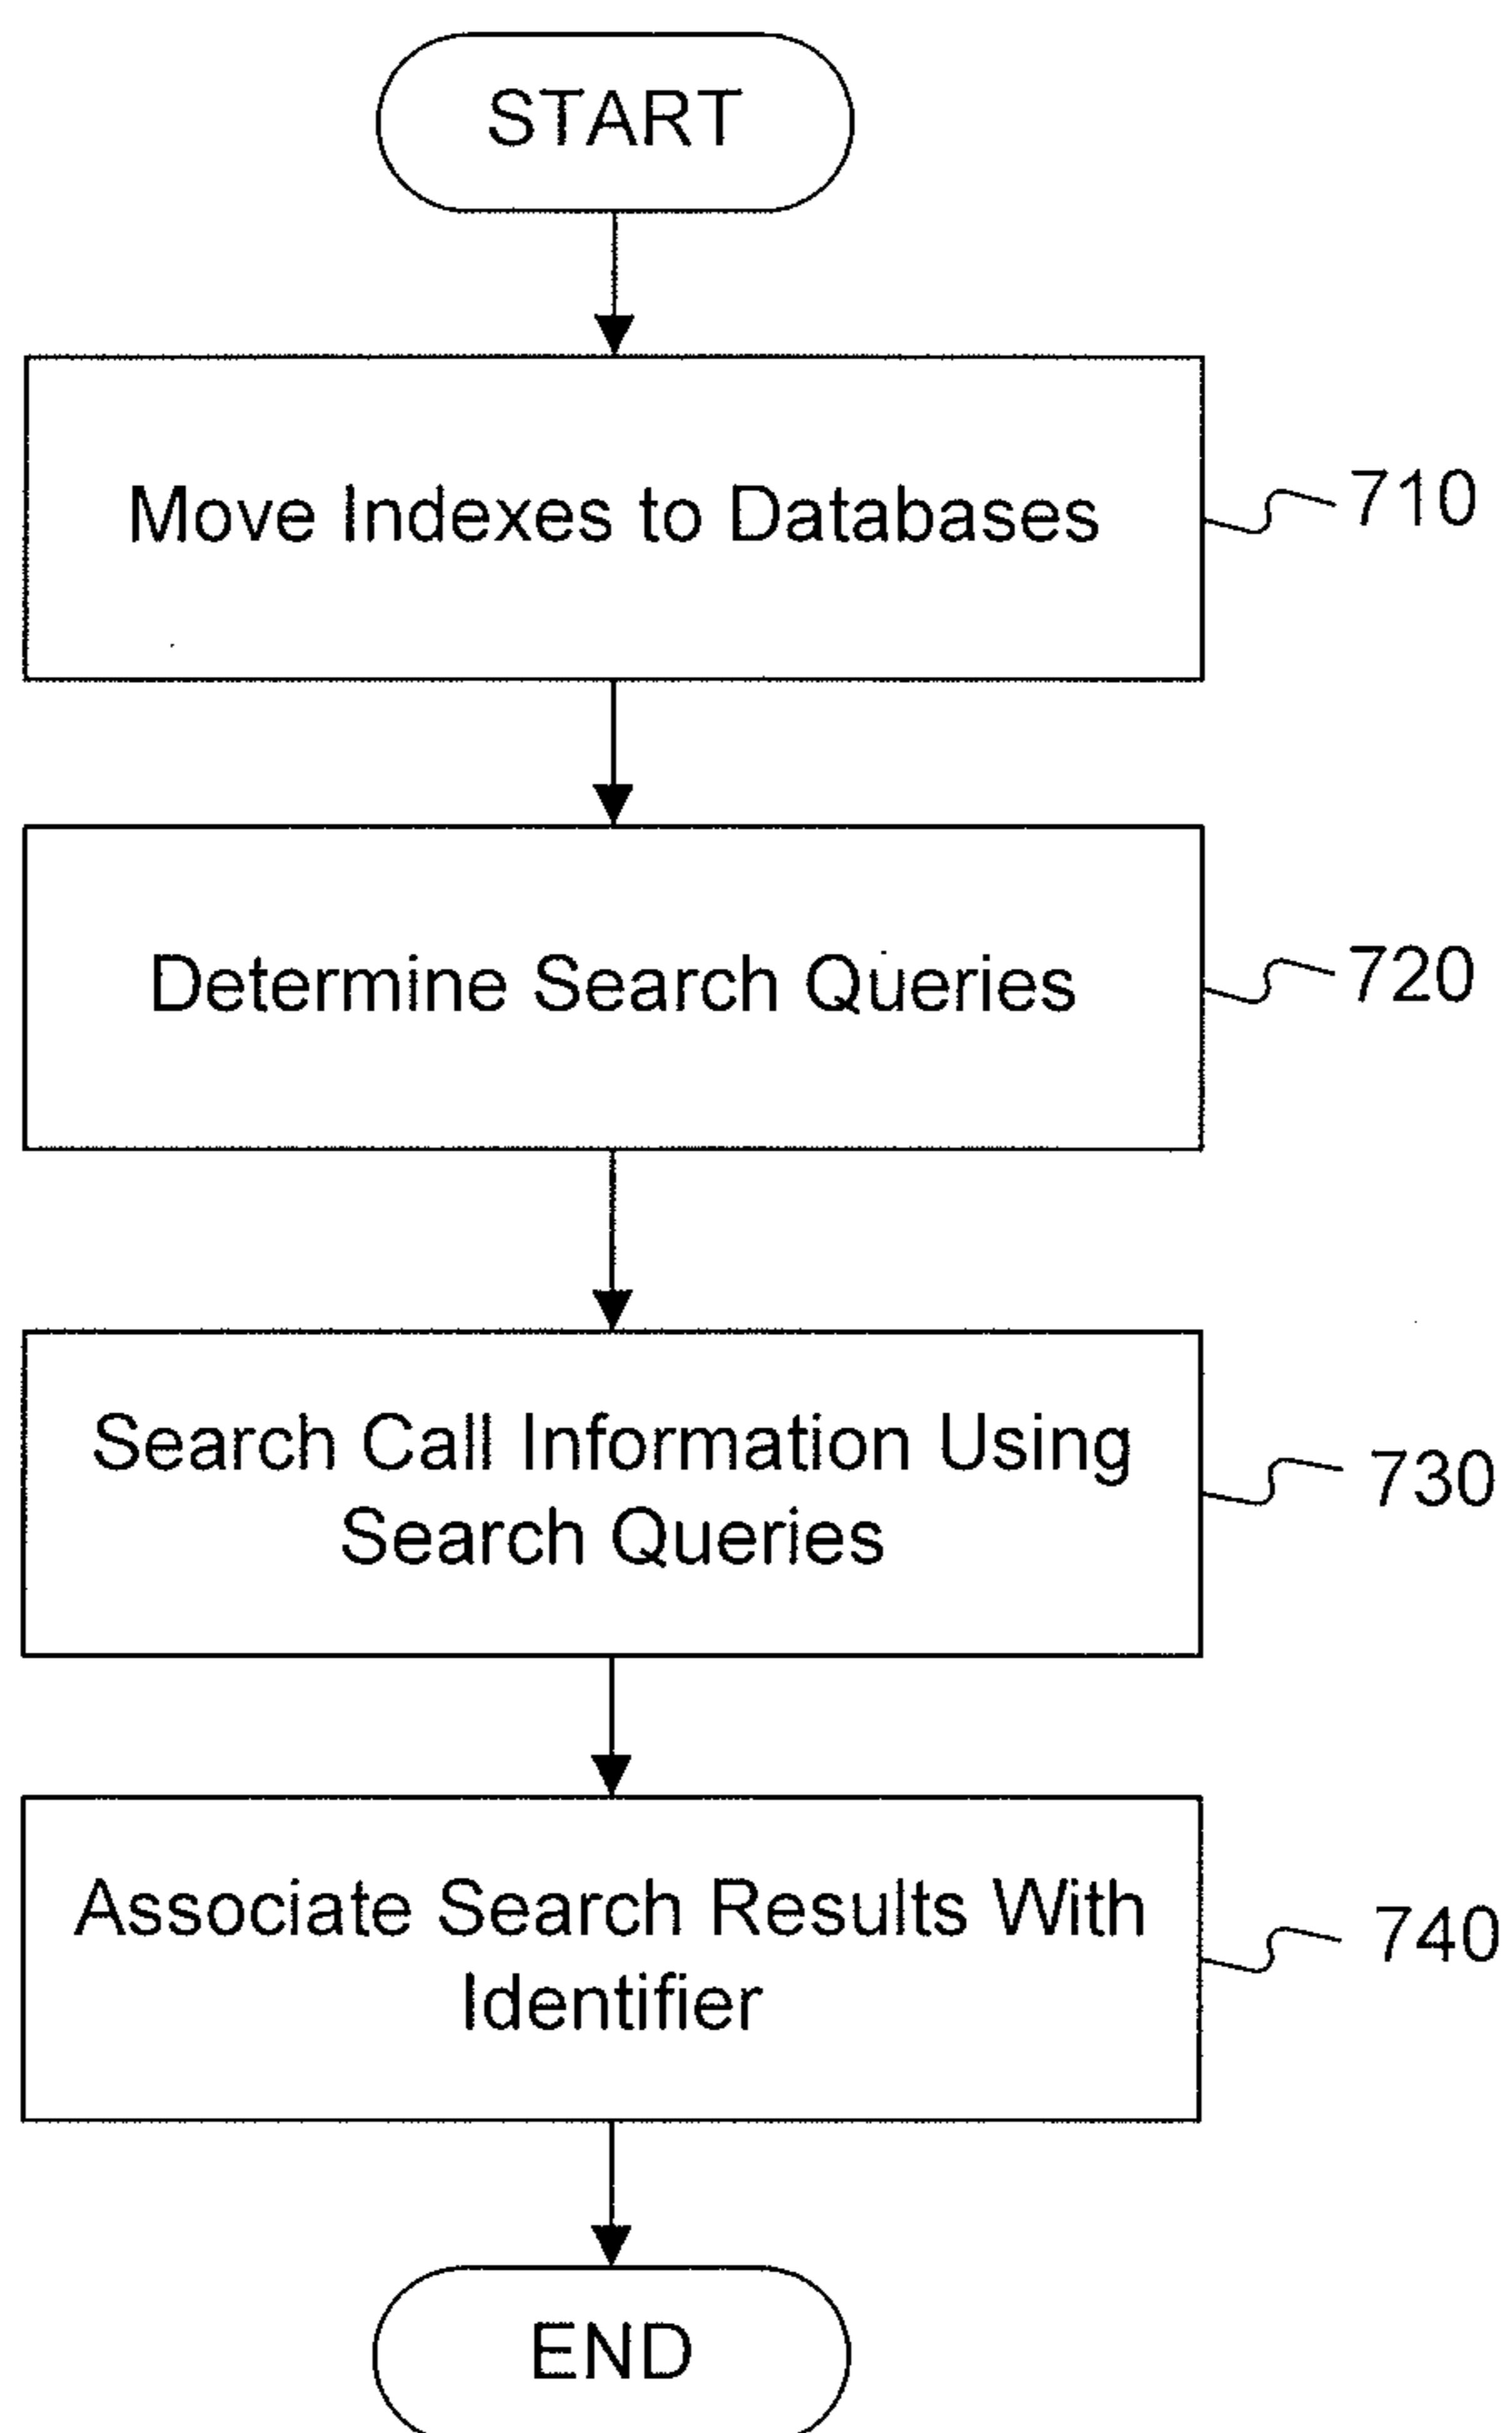 START
Move Indexes to Databases
710
Determine Search Queries
720
Search Call Information Using
Search Queries
730
Associate Search Results With
Identifier
740
END